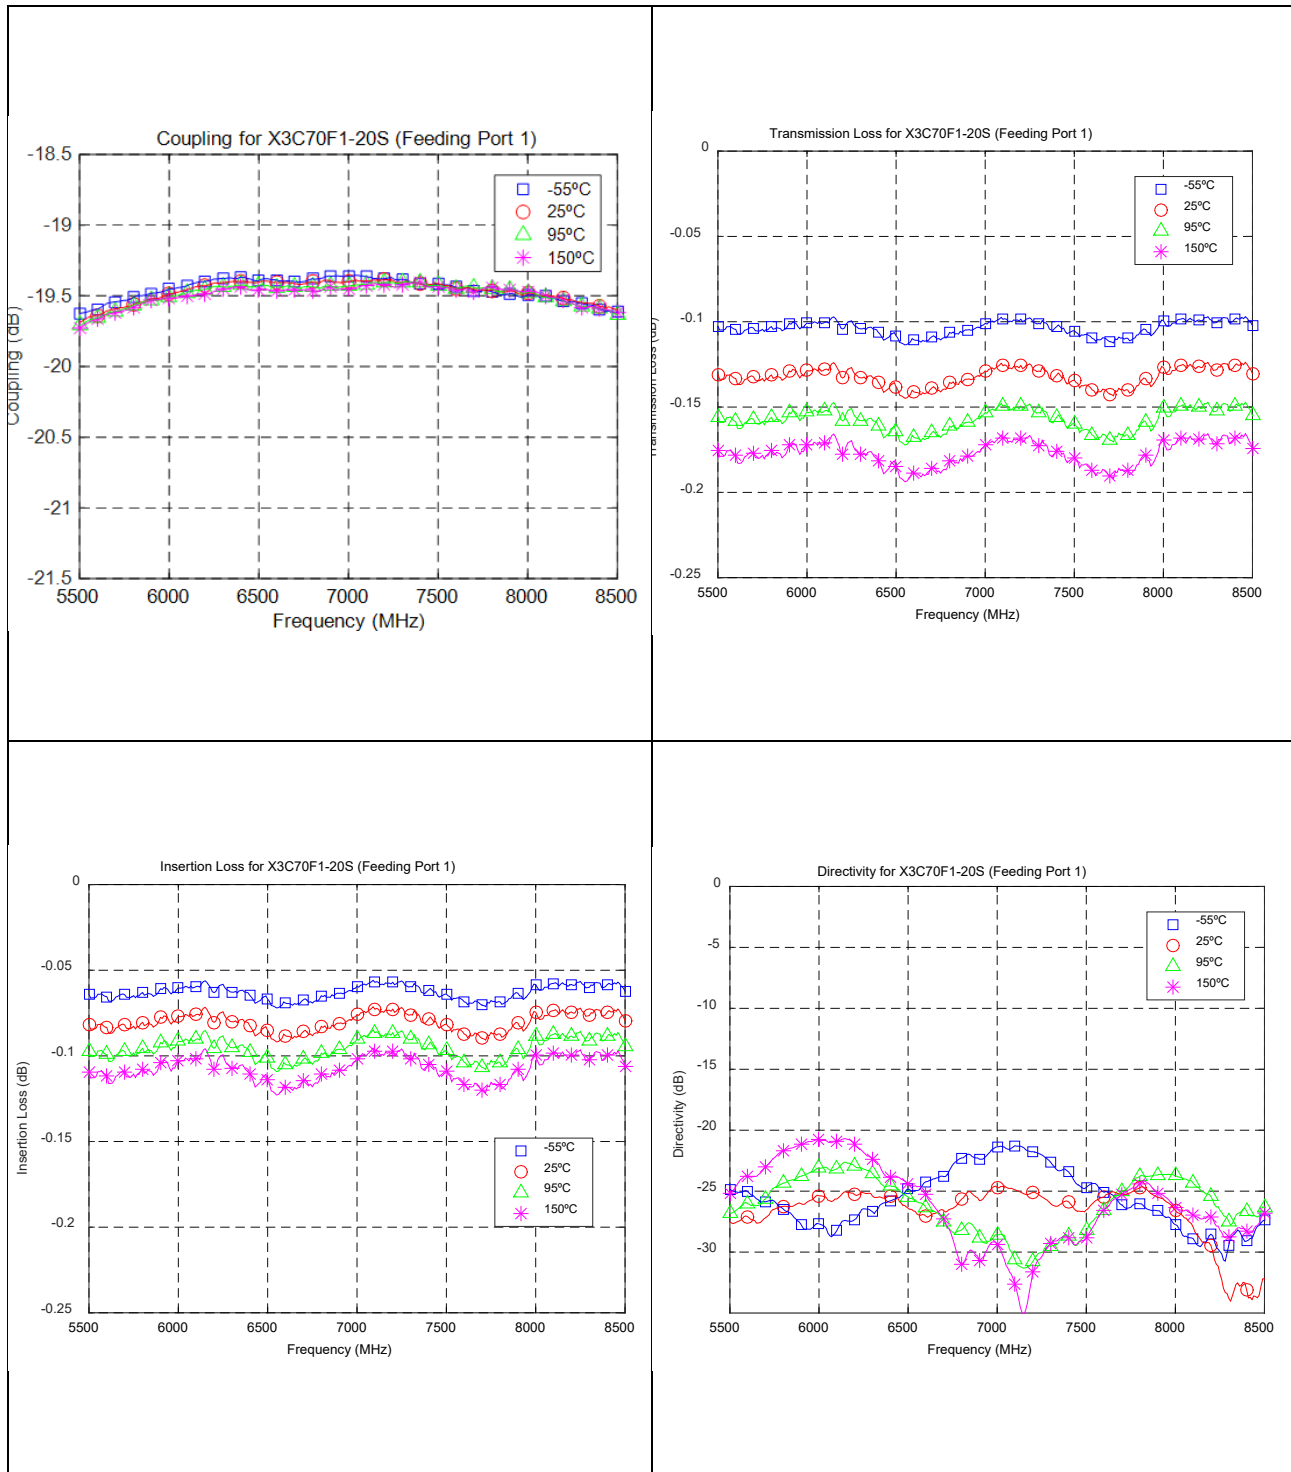 Coupling for X3C70F1-20S (Feeding Port 1)
-18.5
-19
-19.5
-20
-20.5
-21
-21.5
Coupling (dB)
-55ºC
25ºC
95ºC
150ºC
5500 6000 6500 7000 7500 8000 8500
Frequency (MHz)
Transmission Loss for X3C70F1-20S (Feeding Port 1)
0
-0.05
-0.1
-0.15
-0.2
-0.25
Transmission Loss (dB)
-55ºC
25ºC
95ºC
150ºC
5500 6000 6500 7000 7500 8000 8500
Frequency (MHz)
Insertion Loss for X3C70F1-20S (Feeding Port 1)
0
-0.05
-0.1
-0.15
-0.2
-0.25
Insertion Loss (dB)
-55ºC
25ºC
95ºC
150ºC
5500 6000 6500 7000 7500 8000 8500
Frequency (MHz)
Directivity for X3C70F1-20S (Feeding Port 1)
0
-5
-10
-15
-20
-25
-30
Directivity (dB)
-55ºC
25ºC
95ºC
150ºC
5500 6000 6500 7000 7500 8000 8500
Frequency (MHz)